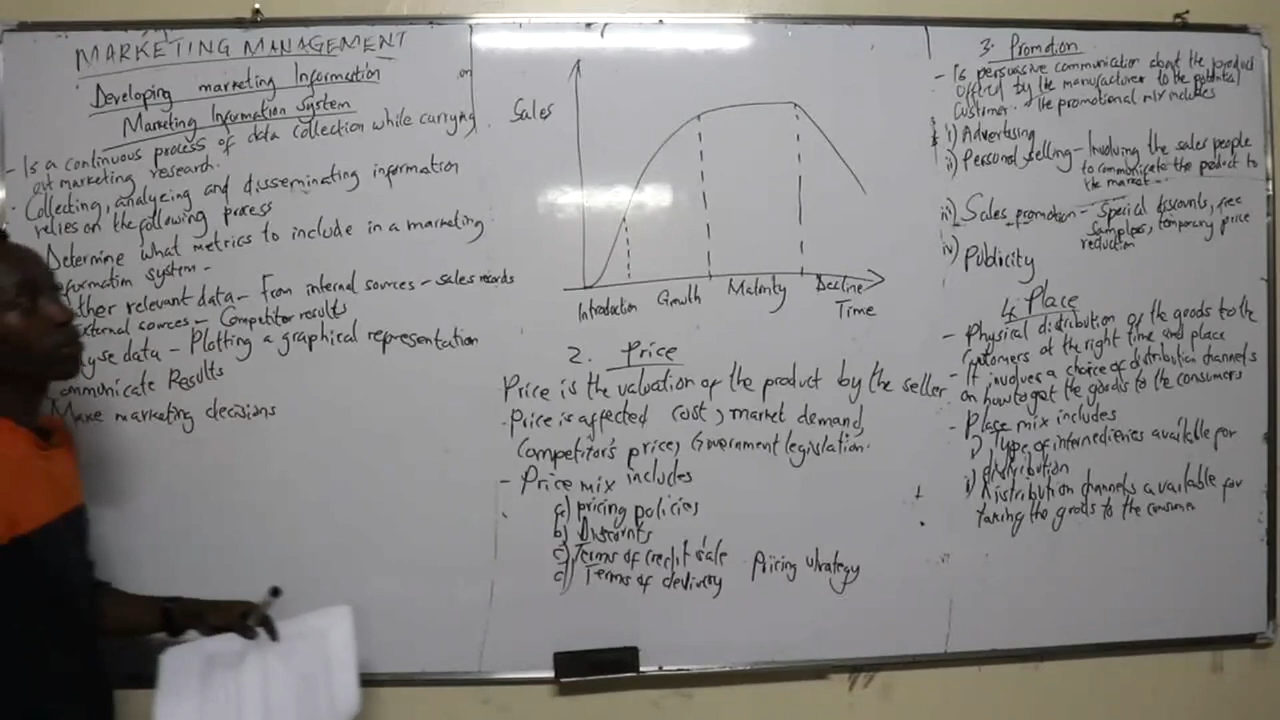 MARKETING MANAGEMENT
Developing marketing Information
on
Marketing Information System
- Is a continuous process of data collection while carrying
out marketing research.
- Collecting, analyzing and disseminating information
relies on the following process
Determine what metrics to include in a marketing
formation system -
ther relevant data - From internal sources - sales records
External sources - Competitor results
lyse data - Plotting a graphical representation
ommunicate Results
Make marketing decisions
Sales
Introduction Growth Maturity Decline
Time
2. Price
Price is the valuation of the product by the seller
- Price is affected cost, market demand,
Competitor's price, Government legislation.
- Price mix includes
a) pricing policies
b) Discounts
c) Terms of credit sale
d) Terms of delivery Pricing strategy
3. Promotion
- Is persuasive communication about the product
offered by the manufacturer to the potential
customer. The promotional mix includes
i) Advertising
ii) Personal selling - Involving the sales people
to communicate the product to
the market -
iii) Sales promotion - Special discounts, free
samples, temporary price
reduction
iv) Publicity
4. Place
- Physical distribution of the goods to the
Customers at the right time and place
- It involves a choice of distribution channels
on how to get the goods to the consumers
- Place mix includes
i) Type of intermedieries available for
distribution
ii) Distribution channels available for
taking the goods to the consumer